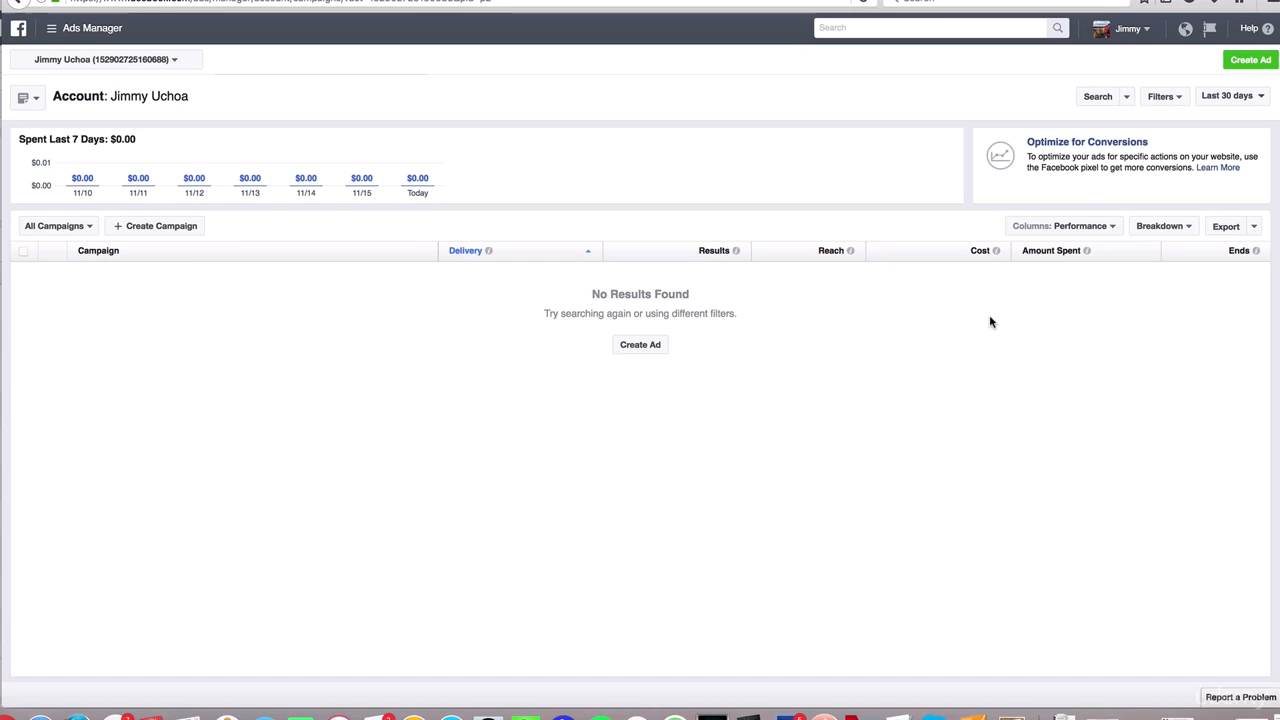 Ads Manager
Search
Jimmy
Help
Jimmy Uchoa (152902725160688)
Create Ad
Account: Jimmy Uchoa
Search
Filters
Last 30 days
Spent Last 7 Days: $0.00
$0.01
$0.00
$0.00 $0.00 $0.00 $0.00 $0.00 $0.00 $0.00
11/10 11/11 11/12 11/13 11/14 11/15 Today
Optimize for Conversions
To optimize your ads for specific actions on your website, use
the Facebook pixel to get more conversions. Learn More
All Campaigns
+ Create Campaign
Columns: Performance
Breakdown
Export
Campaign
Delivery
Results
Reach
Cost
Amount Spent
Ends
No Results Found
Try searching again or using different filters.
Create Ad
Report a Problem